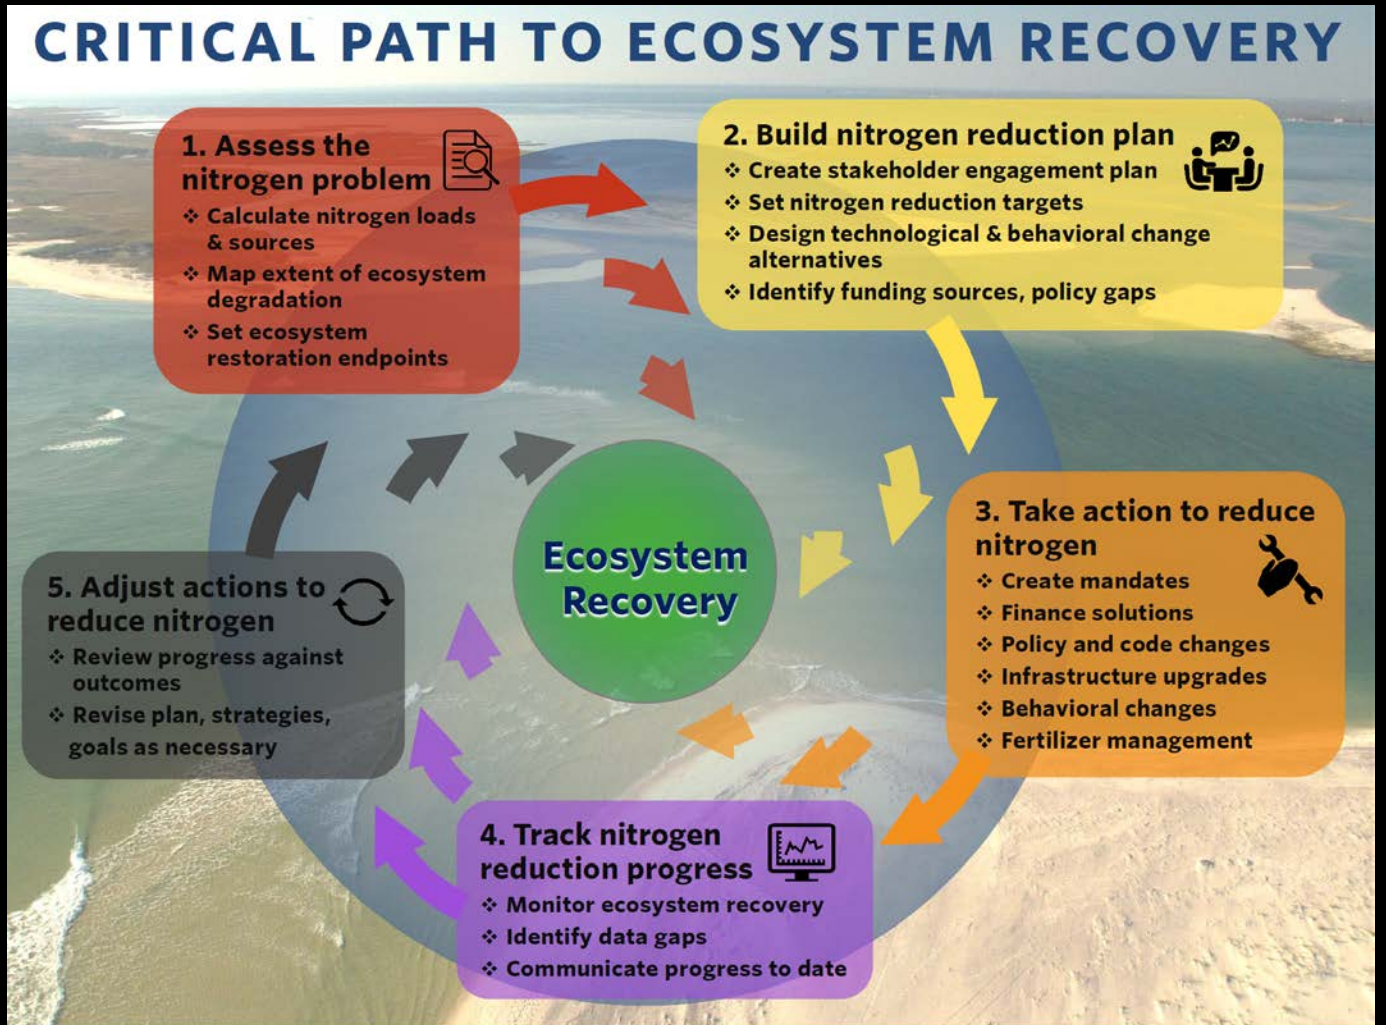 CRITICAL PATH TO ECOSYSTEM RECOVERY
1. Assess the
nitrogen problem
❖ Calculate nitrogen loads
& sources
❖ Map extent of ecosystem
degradation
❖ Set ecosystem
restoration endpoints
2. Build nitrogen reduction plan
❖ Create stakeholder engagement plan
❖ Set nitrogen reduction targets
❖ Design technological & behavioral change
alternatives
❖ Identify funding sources, policy gaps
3. Take action to reduce
nitrogen
❖ Create mandates
❖ Finance solutions
❖ Policy and code changes
❖ Infrastructure upgrades
❖ Behavioral changes
❖ Fertilizer management
4. Track nitrogen
reduction progress
❖ Monitor ecosystem recovery
❖ Identify data gaps
❖ Communicate progress to date
5. Adjust actions to
reduce nitrogen
❖ Review progress against
outcomes
❖ Revise plan, strategies,
goals as necessary
Ecosystem
Recovery